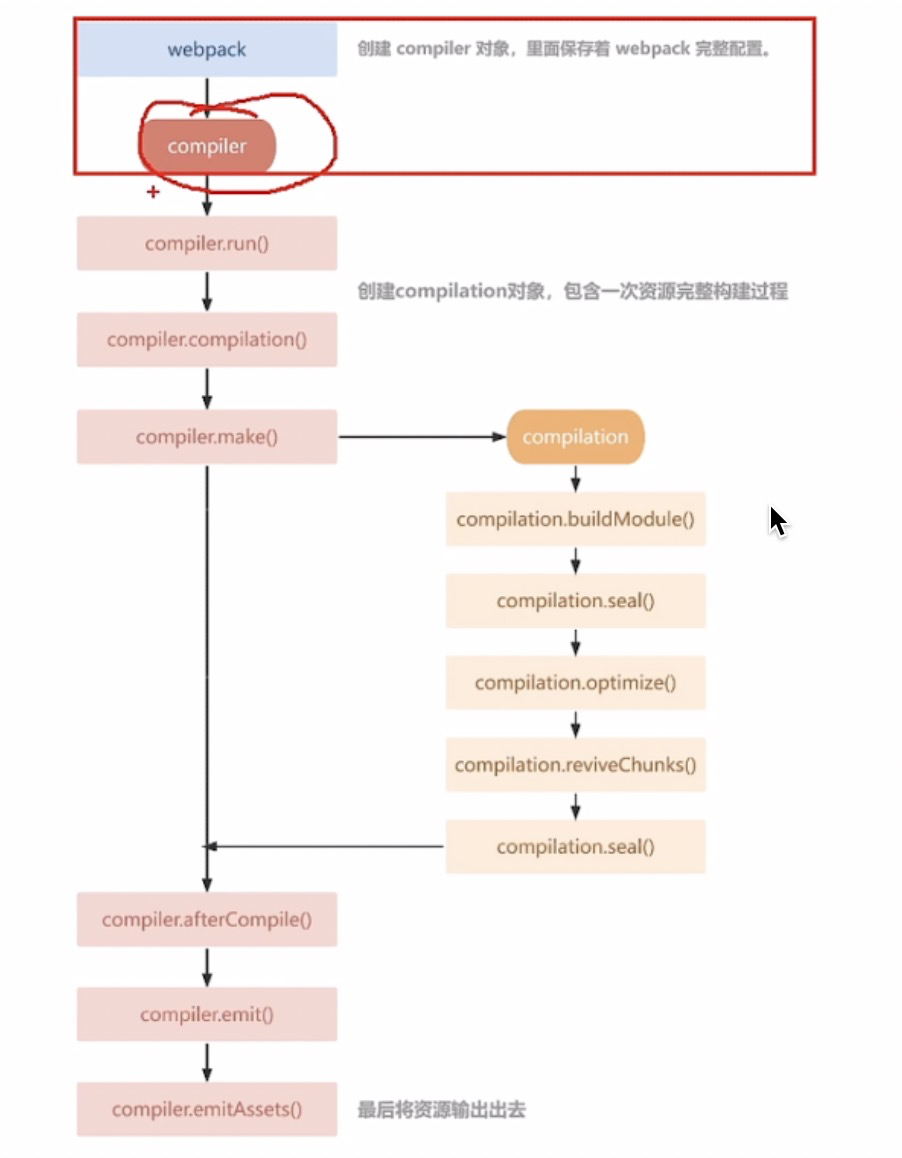 webpack
创建 compiler 对象，里面保存着 webpack 完整配置。
compiler
compiler.run()
创建compilation对象，包含一次资源完整构建过程
compiler.compilation()
compiler.make()
compilation
compilation.buildModule()
compilation.seal()
compilation.optimize()
compilation.reviveChunks()
compilation.seal()
compiler.afterCompile()
compiler.emit()
compiler.emitAssets()
最后将资源输出出去